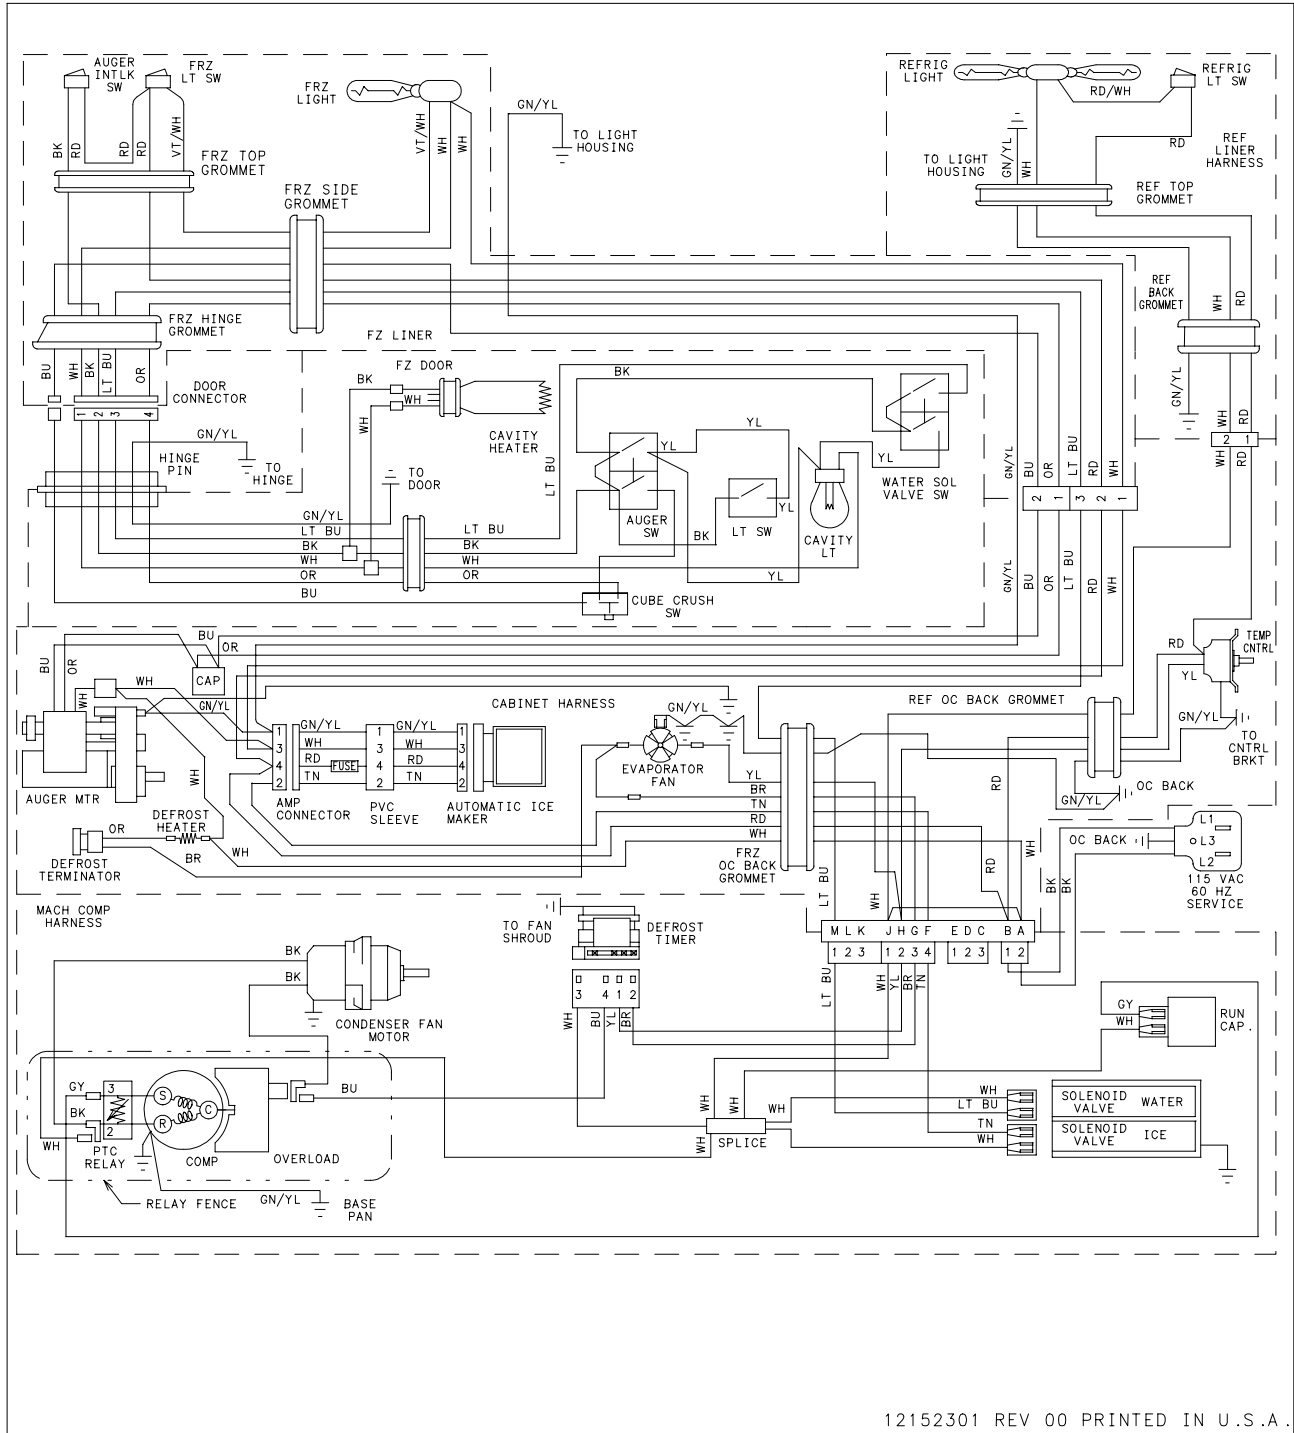 AUGER
INTLK
SW
FRZ
LT SW
FRZ
LIGHT
GN/YL
TO LIGHT
HOUSING
REFRIG
LIGHT
RD/WH
REFRIG
LT SW
BK
RD
RD
RD
VT/WH
VT/WH
WH
WH
FRZ TOP
GROMMET
FRZ SIDE
GROMMET
TO LIGHT
HOUSING
GN/YL
WH
RD
REF
LINER
HARNESS
REF TOP
GROMMET
REF
BACK
GROMMET
WH
RD
FRZ HINGE
GROMMET
FZ LINER
BU
WH
BK
LT BU
OR
DOOR
CONNECTOR
1 2 3 4
FZ DOOR
BK
WH
WH
CAVITY
HEATER
LT BU
BK
YL
YL
YL
YL
YL
BK
AUGER
SW
LT SW
CAVITY
LT
WATER SOL
VALVE SW
GN/YL
BU
OR
LT BU
RD
WH
GN/YL
WH
RD
2 1
WH
RD
2 1 3 2 1
GN/YL
HINGE
PIN
TO
HINGE
TO
DOOR
GN/YL
LT BU
LT BU
BK
BK
WH
WH
OR
OR
BU
CUBE CRUSH
SW
GN/YL
BU
OR
LT BU
RD
WH
BU
OR
BU
OR
CAP
WH
WH
GN/YL
WH
AUGER MTR
1
3
4
2
GN/YL
WH
RD
TN
FUSE
1
3
4
2
GN/YL
WH
RD
TN
1
3
4
2
AMP
CONNECTOR
PVC
SLEEVE
AUTOMATIC ICE
MAKER
CABINET HARNESS
GN/YL
EVAPORATOR
FAN
YL
BR
TN
RD
WH
FRZ
OC BACK
GROMMET
REF OC BACK GROMMET
RD
YL
TEMP
CNTRL
GN/YL
TO
CNTRL
BRKT
OC BACK
GN/YL
RD
RD
WH
OC BACK
L1
L3
L2
115 VAC
60 HZ
SERVICE
BK
BK
DEFROST
HEATER
OR
BR
WH
DEFROST
TERMINATOR
LT BU
WH
MACH COMP
HARNESS
TO FAN
SHROUD
DEFROST
TIMER
M L K J H G F E D C B A
1 2 3 1 2 3 4 1 2 3 1 2
LT BU
WH
YL
BR
TN
3 4 1 2
WH
BU
YL
BR
BK
BK
CONDENSER FAN
MOTOR
GY
WH
RUN
CAP.
GY
BK
WH
3
2
S
R
C
PTC
RELAY
COMP
OVERLOAD
BU
WH
WH
WH
WH
SPLICE
WH
LT BU
TN
WH
SOLENOID
VALVE
WATER
SOLENOID
VALVE
ICE
RELAY FENCE
GN/YL
BASE
PAN
12152301 REV 00 PRINTED IN U.S.A.